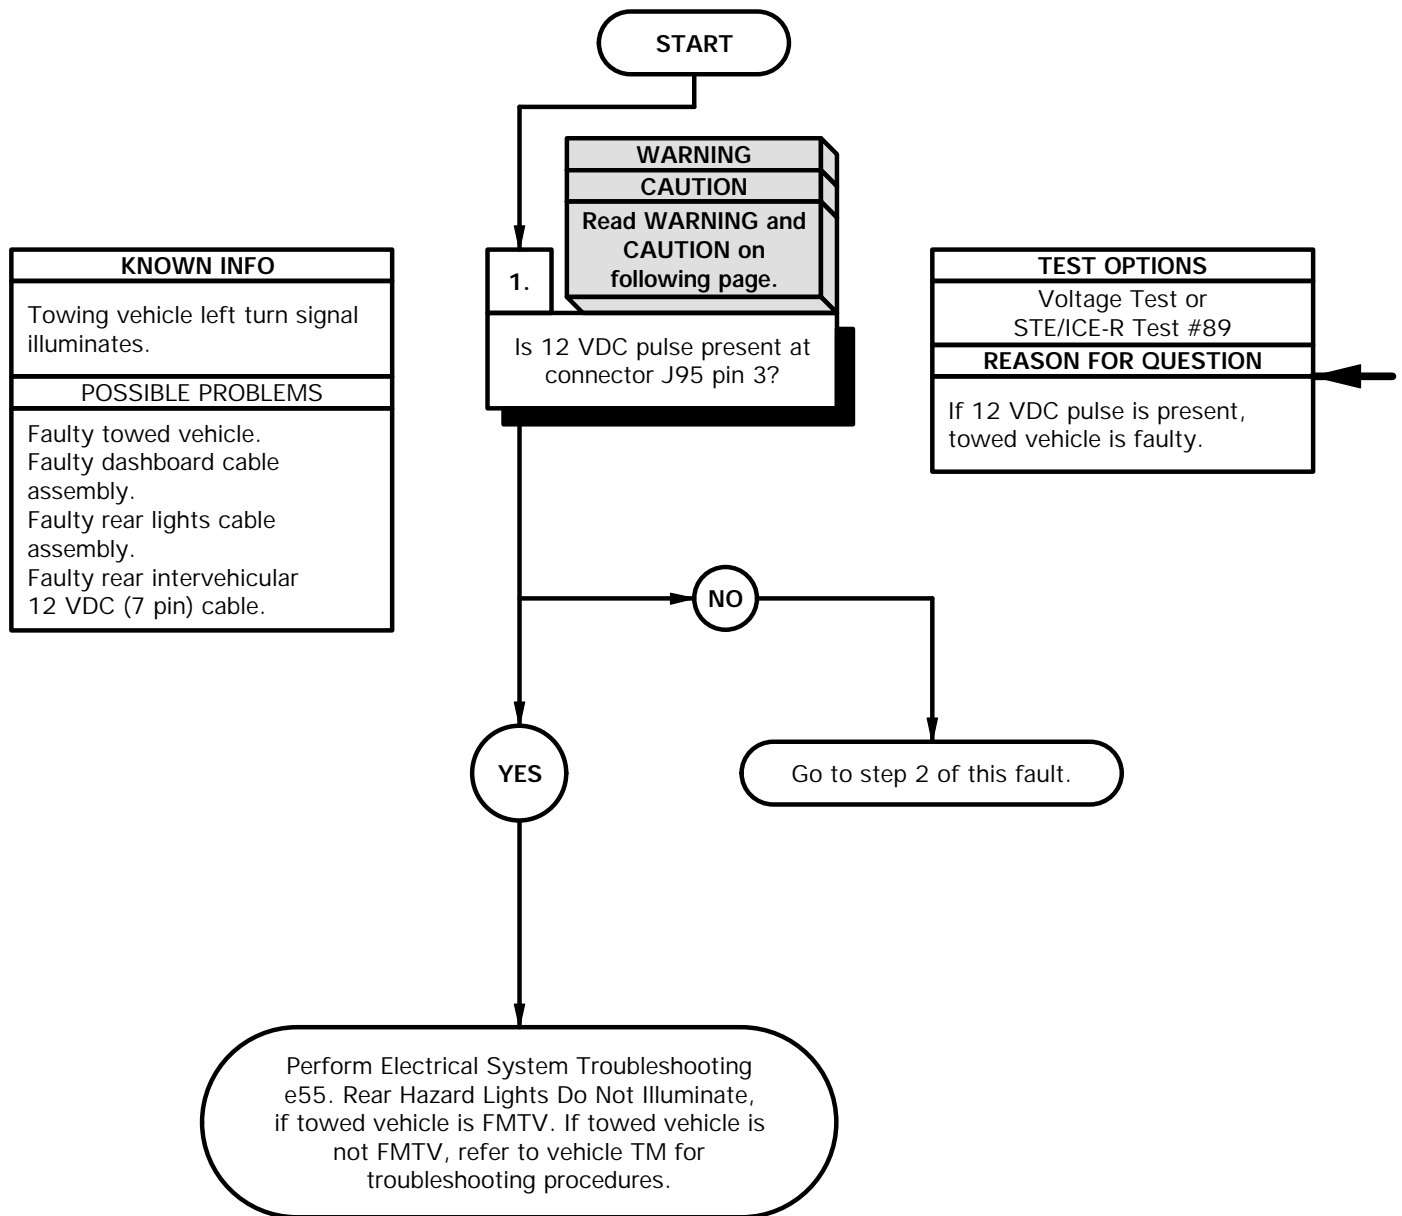 START
WARNING
CAUTION
Read WARNING and
CAUTION on
following page.
1.
Is 12 VDC pulse present at
connector J95 pin 3?
KNOWN INFO
Towing vehicle left turn signal
illuminates.
POSSIBLE PROBLEMS
Faulty towed vehicle.
Faulty dashboard cable
assembly.
Faulty rear lights cable
assembly.
Faulty rear intervehicular
12 VDC (7 pin) cable.
TEST OPTIONS
Voltage Test or
STE/ICE-R Test #89
REASON FOR QUESTION
If 12 VDC pulse is present,
towed vehicle is faulty.
NO
YES
Go to step 2 of this fault.
Perform Electrical System Troubleshooting
e55. Rear Hazard Lights Do Not Illuminate,
if towed vehicle is FMTV. If towed vehicle is
not FMTV, refer to vehicle TM for
troubleshooting procedures.